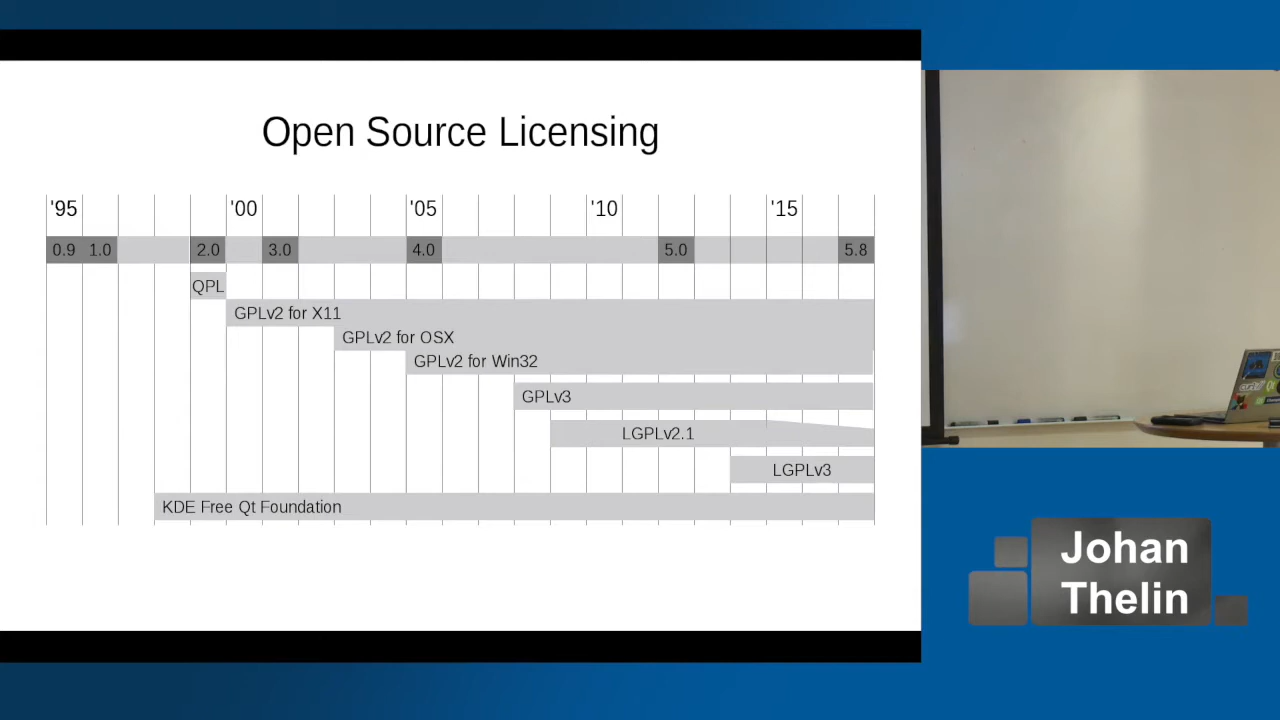 Open Source Licensing
'95 '00 '05 '10 '15
0.9 1.0 2.0 3.0 4.0 5.0 5.8
QPL
GPLv2 for X11
GPLv2 for OSX
GPLv2 for Win32
GPLv3
LGPLv2.1
LGPLv3
KDE Free Qt Foundation
Johan
Thelin